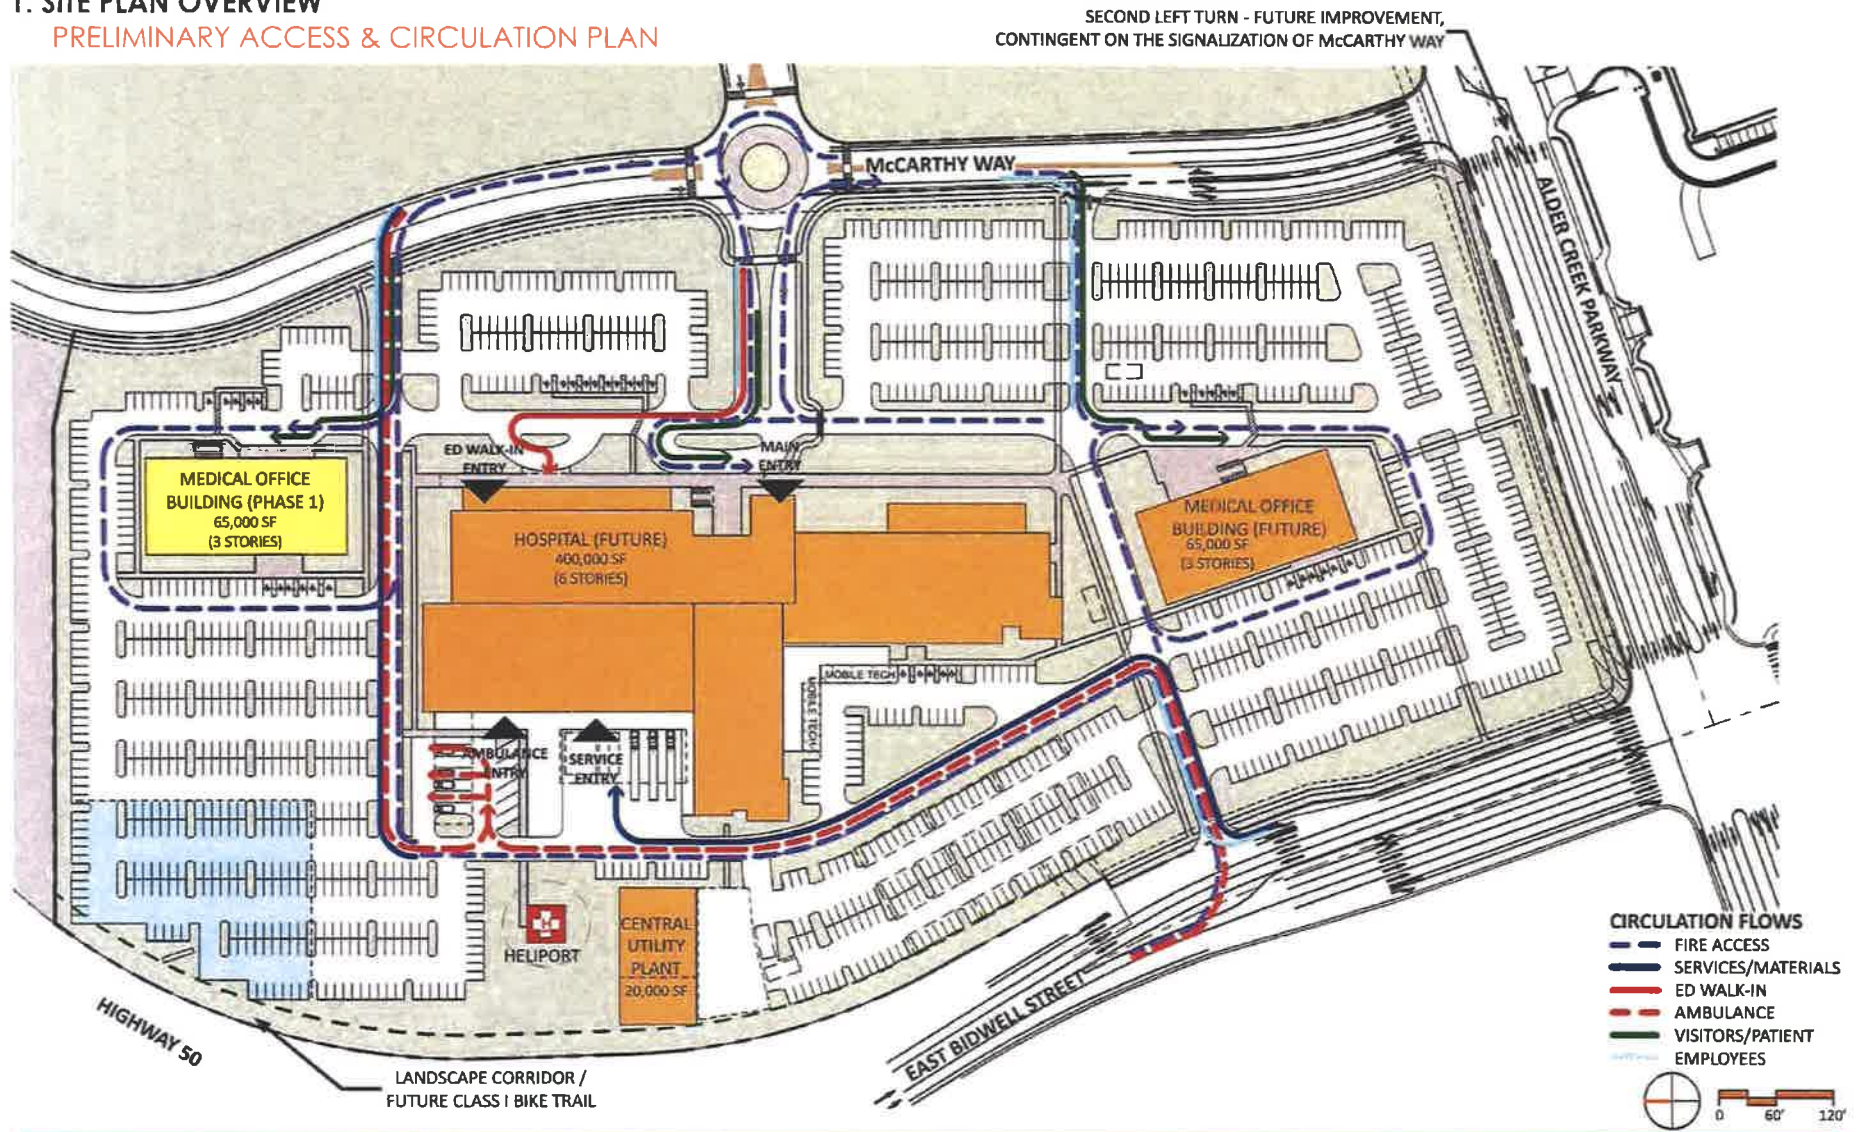 1. SITE PLAN OVERVIEW
PRELIMINARY ACCESS & CIRCULATION PLAN
SECOND LEFT TURN - FUTURE IMPROVEMENT,
CONTINGENT ON THE SIGNALIZATION OF McCARTHY WAY
McCARTHY WAY
ALDER CREEK PARKWAY
ED WALK-IN
ENTRY
MAIN
ENTRY
MEDICAL OFFICE
BUILDING (PHASE 1)
65,000 SF
(3 STORIES)
HOSPITAL (FUTURE)
400,000 SF
(6 STORIES)
MEDICAL OFFICE
BUILDING (FUTURE)
65,000 SF
(3 STORIES)
MOBILE TECH
MOBILE TECH
AMBULANCE
ENTRY
SERVICE
ENTRY
H
HELIPORT
CENTRAL
UTILITY
PLANT
20,000 SF
HIGHWAY 50
EAST BIDWELL STREET
LANDSCAPE CORRIDOR /
FUTURE CLASS I BIKE TRAIL
CIRCULATION FLOWS
FIRE ACCESS
SERVICES/MATERIALS
ED WALK-IN
AMBULANCE
VISITORS/PATIENT
EMPLOYEES
0 60' 120'